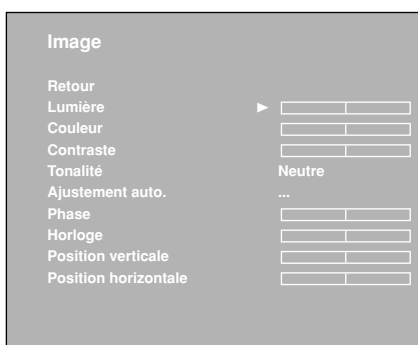 Image
Retour
Lumière
Couleur
Contraste
Tonalité Neutre
Ajustement auto. ...
Phase
Horloge
Position verticale
Position horizontale